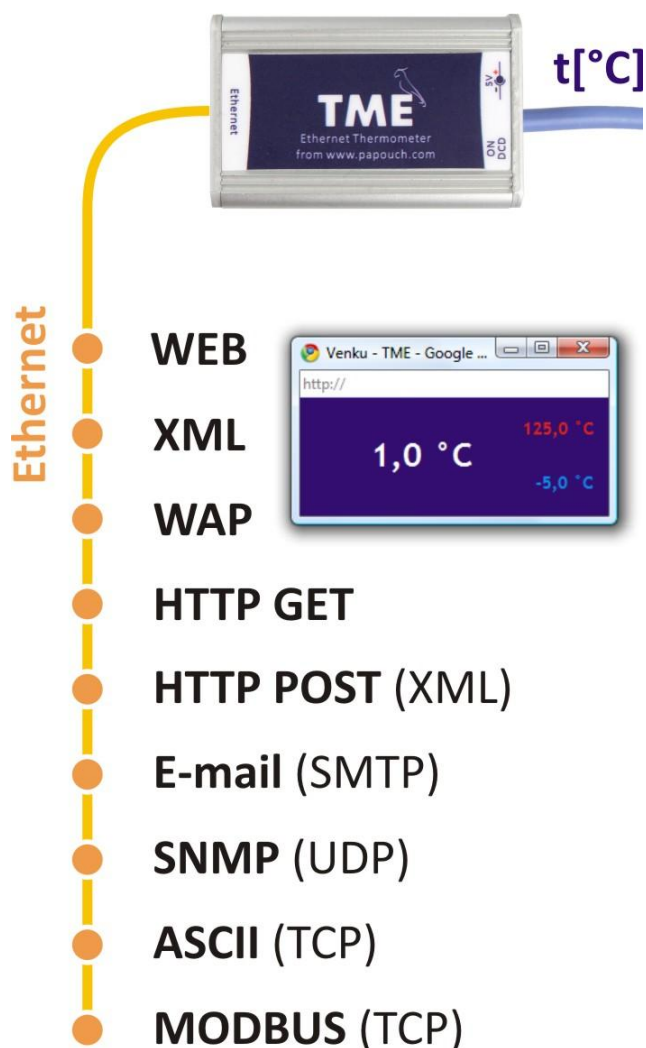 t[°C]
Ethernet
TME
Ethernet Thermometer
from www.papouch.com
5V
- +
ON
DCD
Ethernet
WEB
XML
WAP
HTTP GET
HTTP POST (XML)
E-mail (SMTP)
SNMP (UDP)
ASCII (TCP)
MODBUS (TCP)
Venku - TME - Google ...
http://
125,0 °C
1,0 °C
-5,0 °C